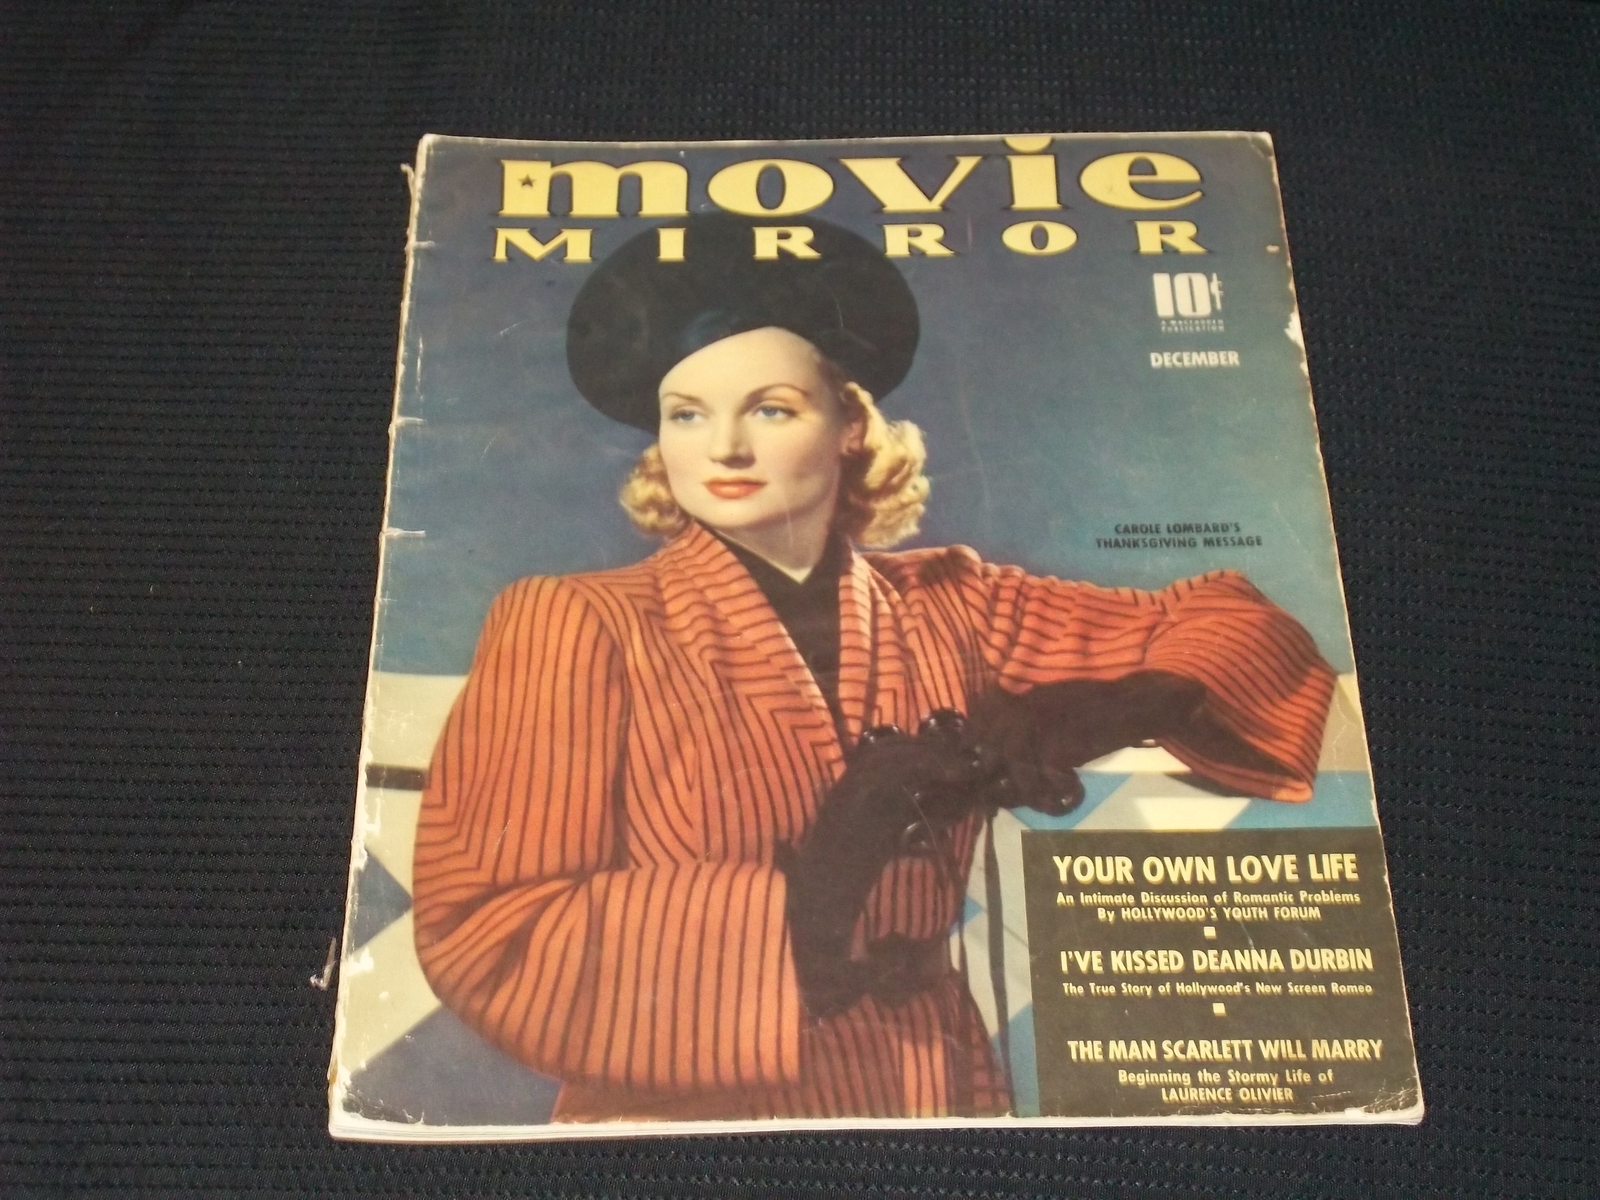 movie
MIRROR
10¢
A MACFADDEN
PUBLICATION
DECEMBER
CAROLE LOMBARD'S
THANKSGIVING MESSAGE
YOUR OWN LOVE LIFE
An Intimate Discussion of Romantic Problems
By HOLLYWOOD'S YOUTH FORUM
I'VE KISSED DEANNA DURBIN
The True Story of Hollywood's New Screen Romeo
THE MAN SCARLETT WILL MARRY
Beginning the Stormy Life of
LAURENCE OLIVIER